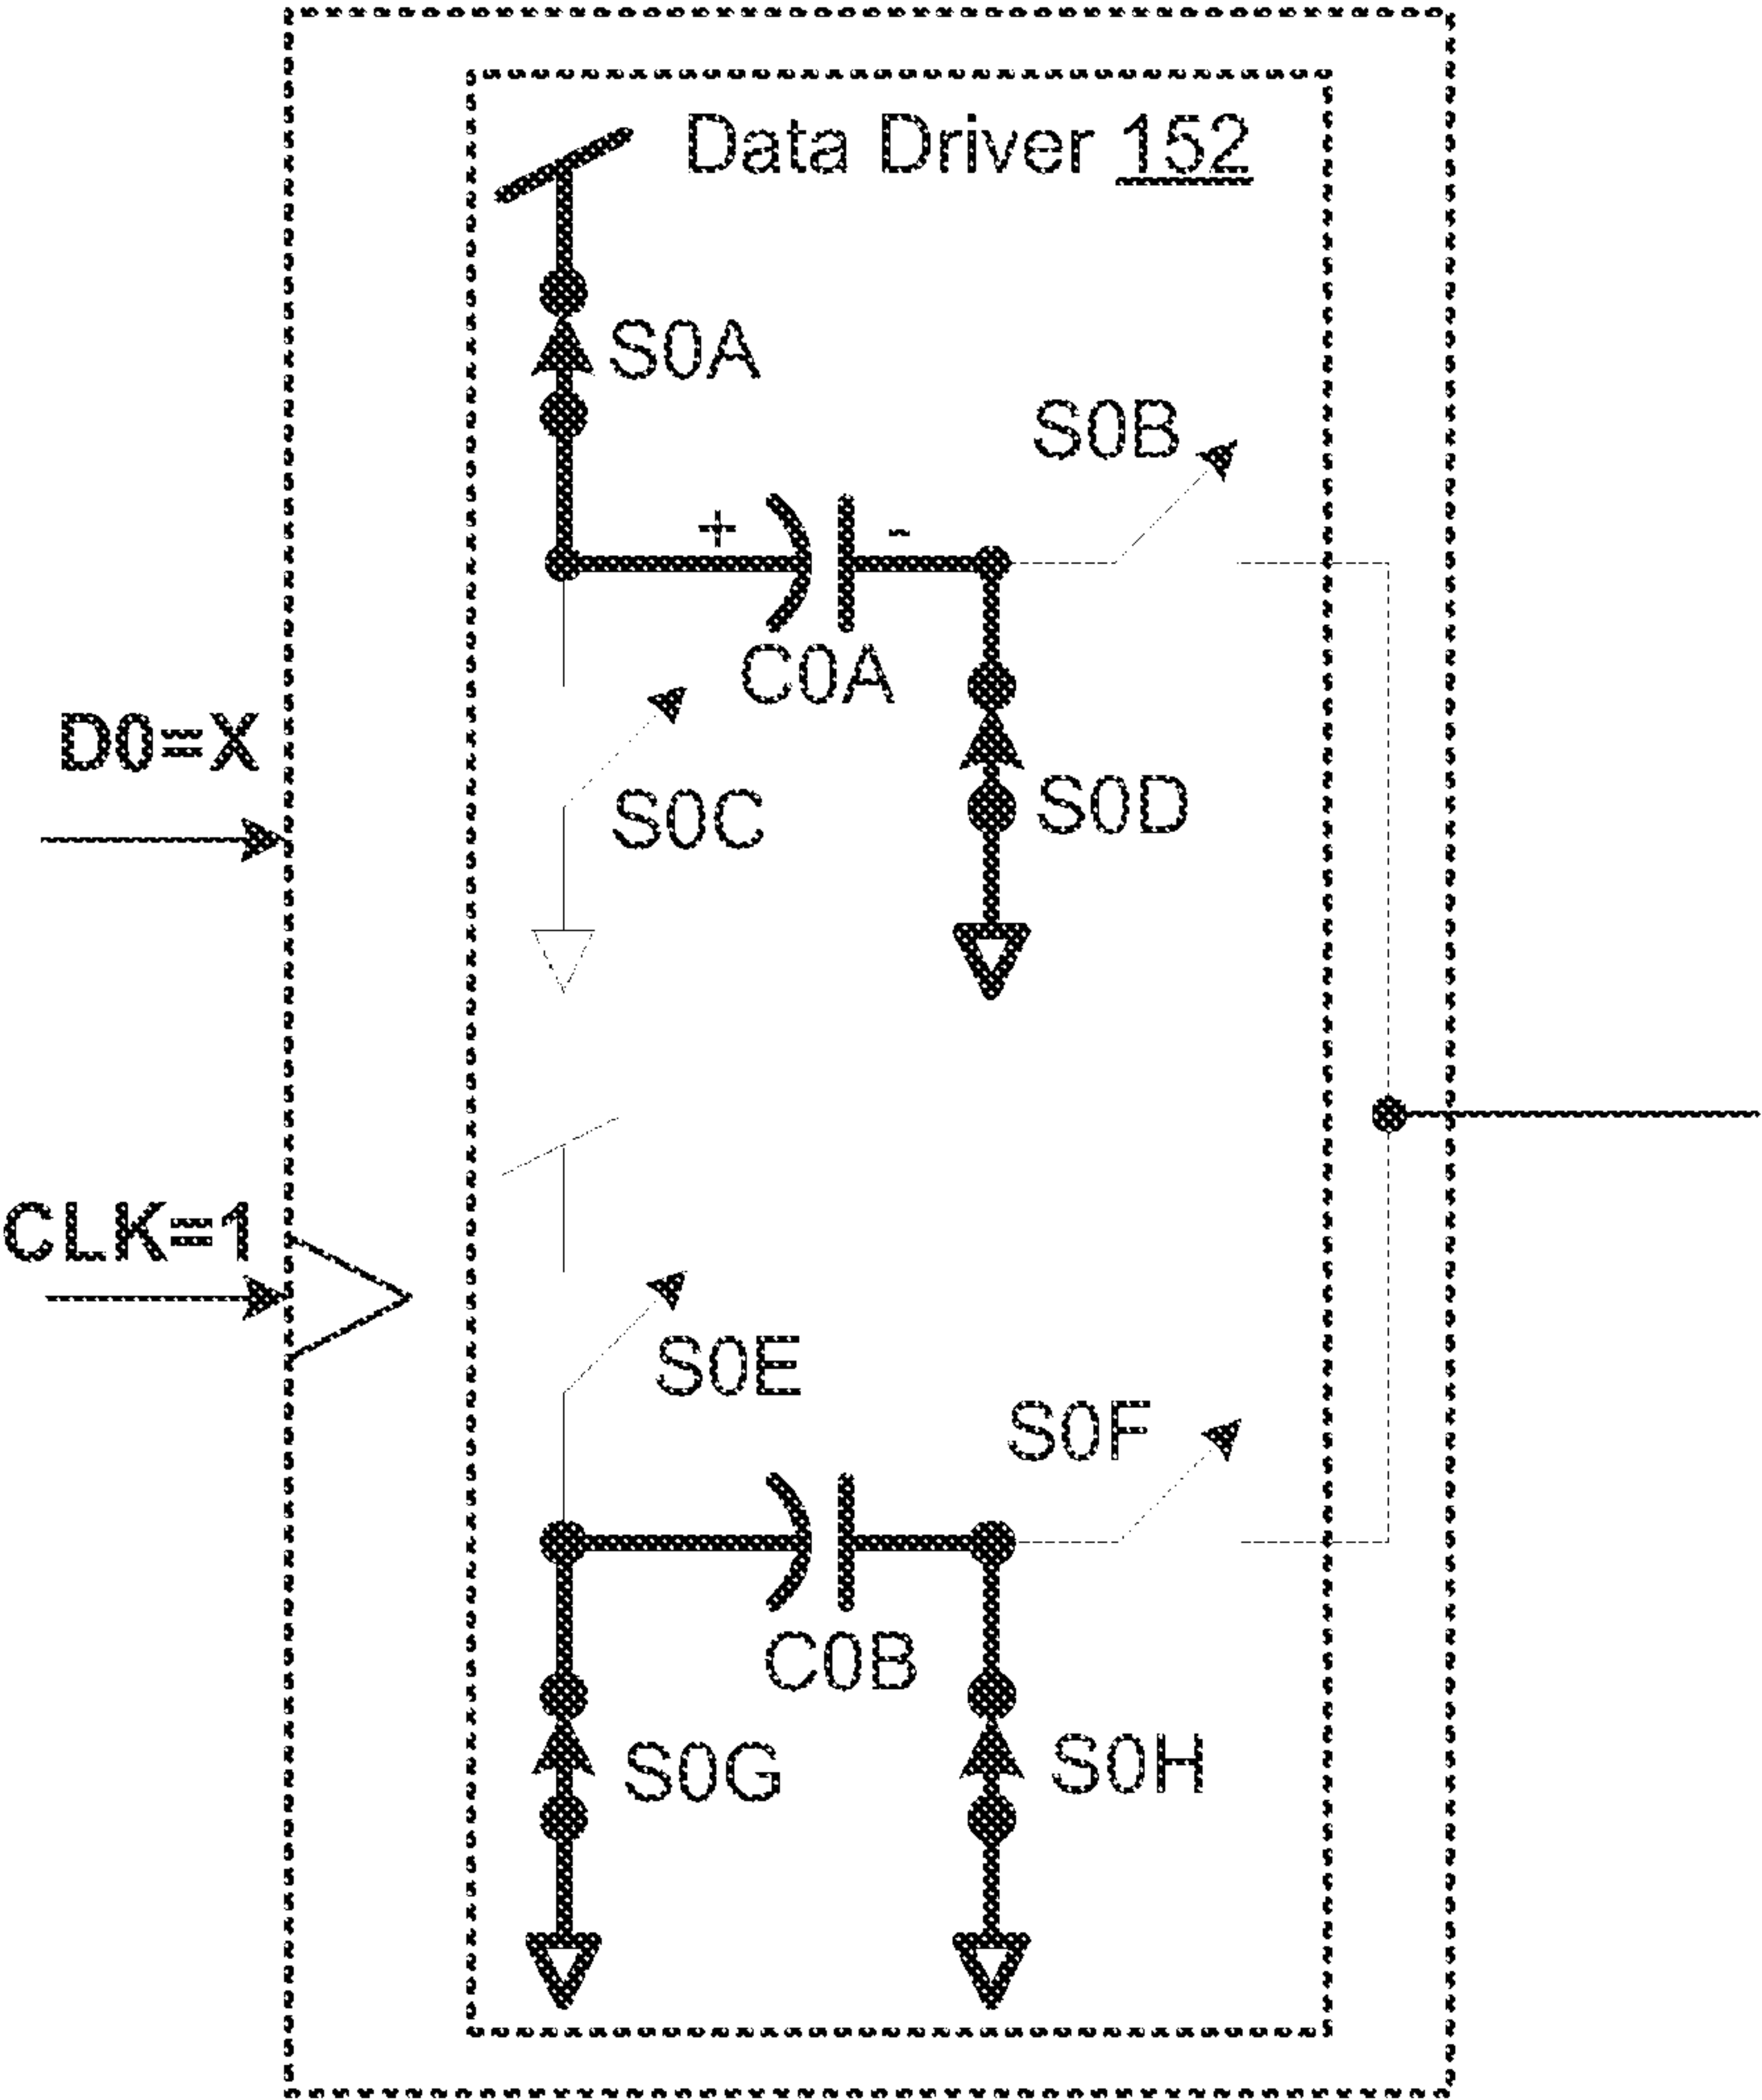 Data Driver 152
S0A
S0B
+ -
C0A
D0=X
S0C
S0D
CLK=1
S0E
S0F
C0B
S0G
S0H